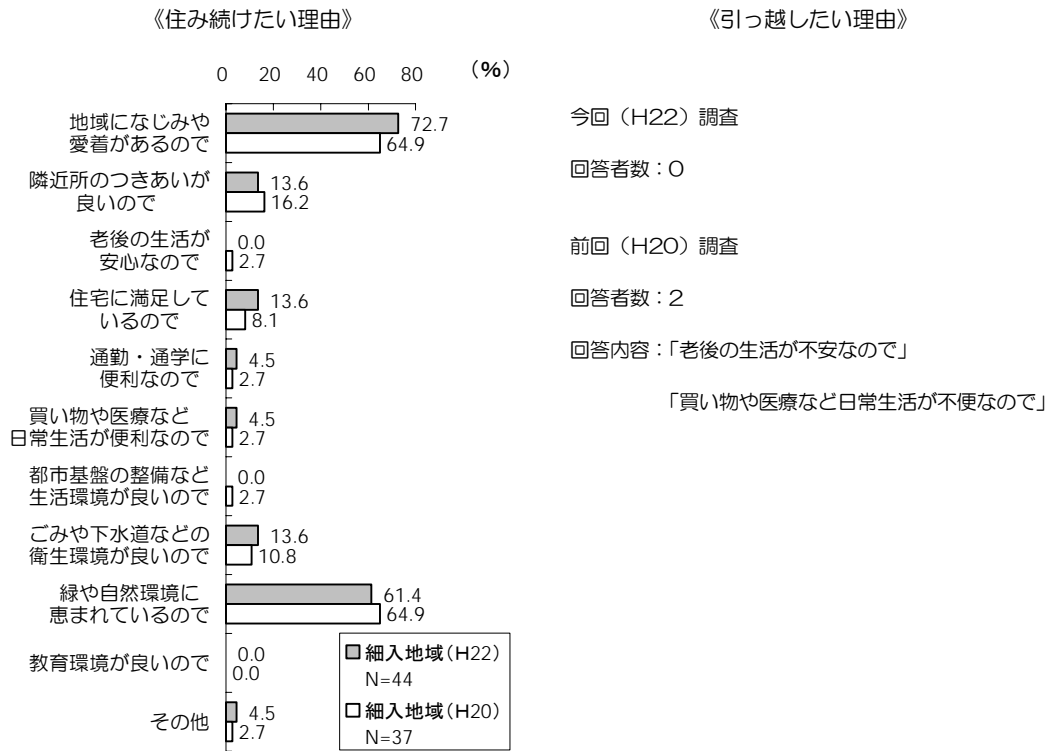 《住み続けたい理由》
0 20 40 60 80 (%)
地域になじみや
愛着があるので
72.7
64.9
隣近所のつきあいが
良いので
13.6
16.2
老後の生活が
安心なので
0.0
2.7
住宅に満足して
いるので
13.6
8.1
通勤・通学に
便利なので
4.5
2.7
買い物や医療など
日常生活が便利なので
4.5
2.7
都市基盤の整備など
生活環境が良いので
0.0
2.7
ごみや下水道などの
衛生環境が良いので
13.6
10.8
緑や自然環境に
恵まれているので
61.4
64.9
教育環境が良いので
0.0
0.0
その他
4.5
2.7
細入地域(H22)
N=44
細入地域(H20)
N=37
《引っ越したい理由》
今回（H22）調査
回答者数：0
前回（H20）調査
回答者数：2
回答内容：「老後の生活が不安なので」
「買い物や医療など日常生活が不便なので」